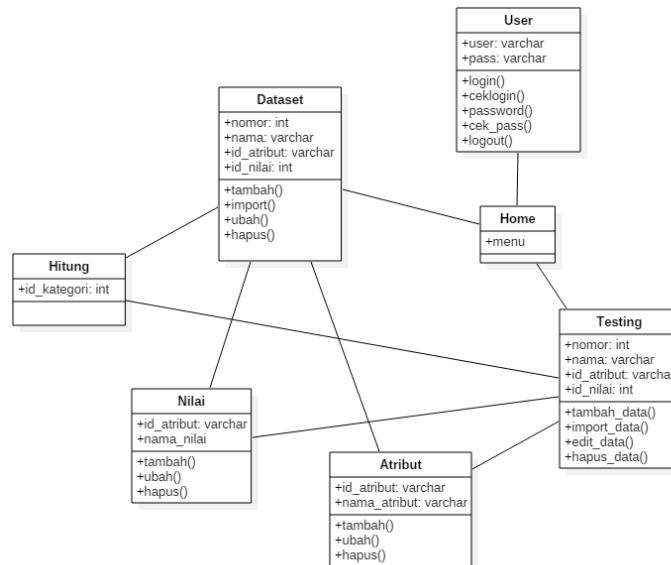 User
+user: varchar
+pass: varchar
+login()
+ceklogin()
+password()
+cek_pass()
+logout()
Dataset
+nomor: int
+nama: varchar
+id_atribut: varchar
+id_nilai: int
+tambah()
+import()
+ubah()
+hapus()
Home
+menu
Hitung
+id_kategori: int
Testing
+nomor: int
+nama: varchar
+id_atribut: varchar
+id_nilai: int
+tambah_data()
+import_data()
+edit_data()
+hapus_data()
Nilai
+id_atribut: varchar
+nama_nilai
+tambah()
+ubah()
+hapus()
Atribut
+id_atribut: varchar
+nama_atribut: varchar
+tambah()
+ubah()
+hapus()